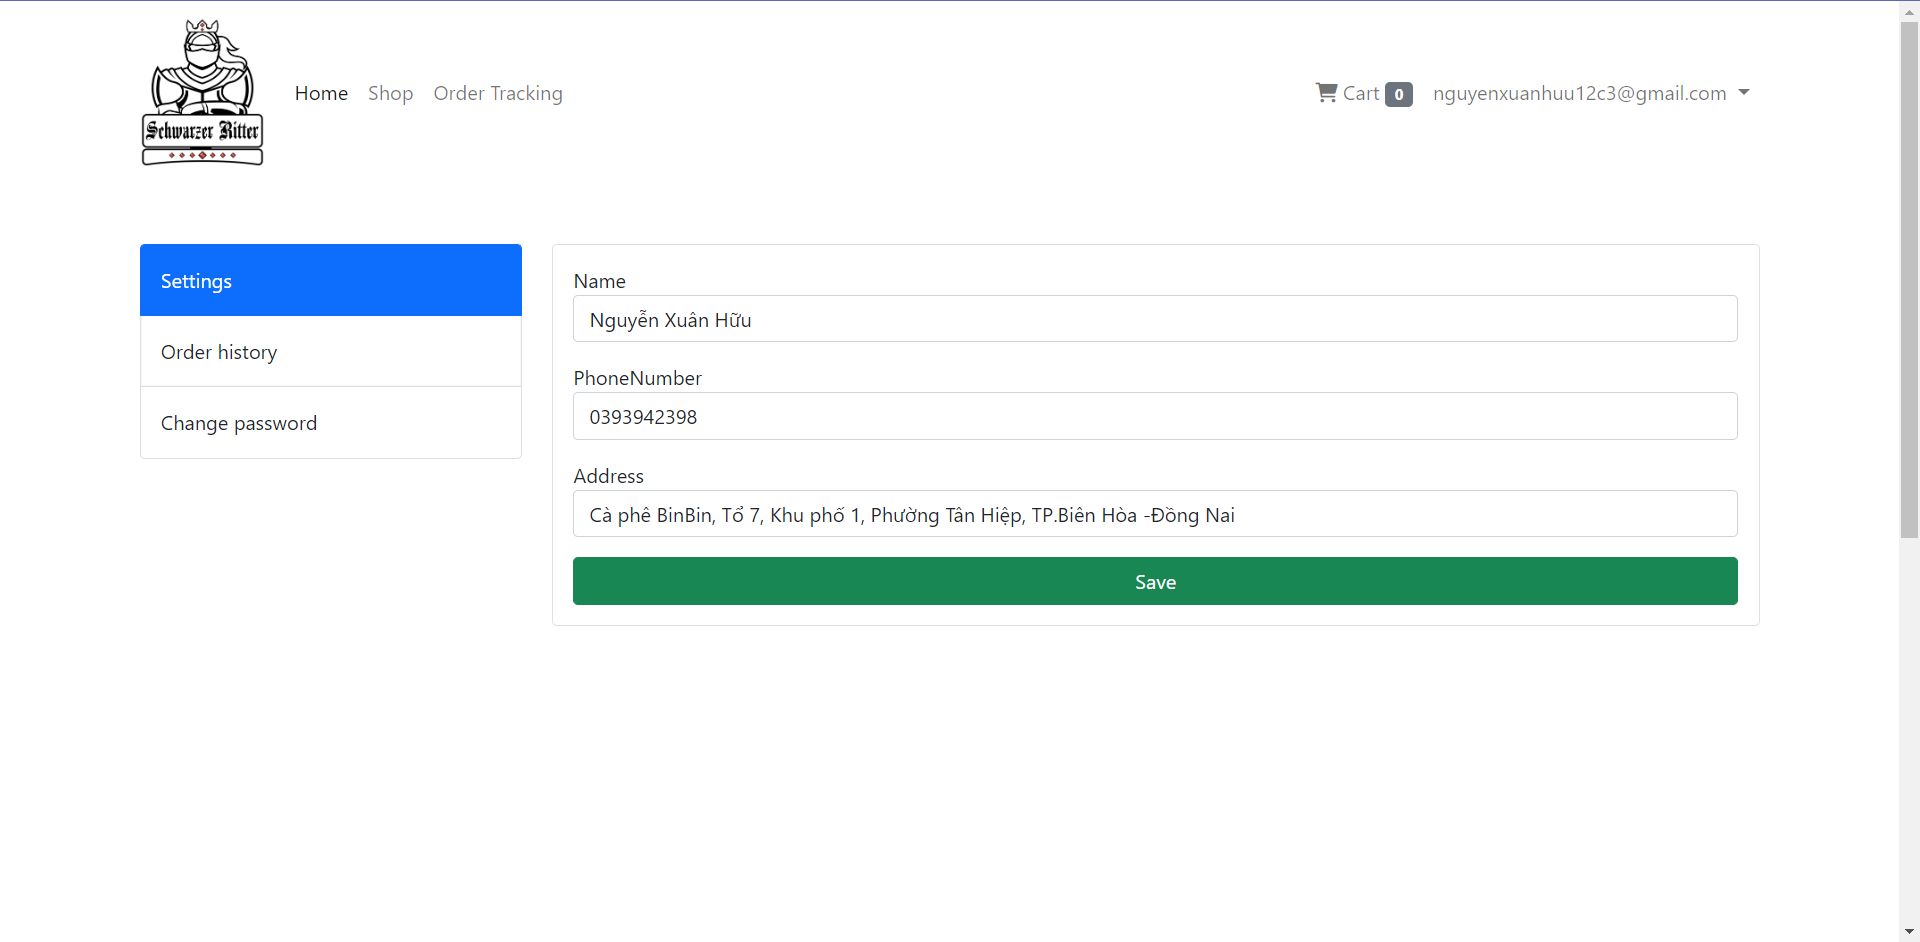 Schwarzer Ritter
Home Shop Order Tracking
Cart 0 nguyenxuanhuu12c3@gmail.com
Settings
Order history
Change password
Name
Nguyễn Xuân Hữu
PhoneNumber
0393942398
Address
Cà phê BinBin, Tổ 7, Khu phố 1, Phường Tân Hiệp, TP.Biên Hòa -Đồng Nai
Save